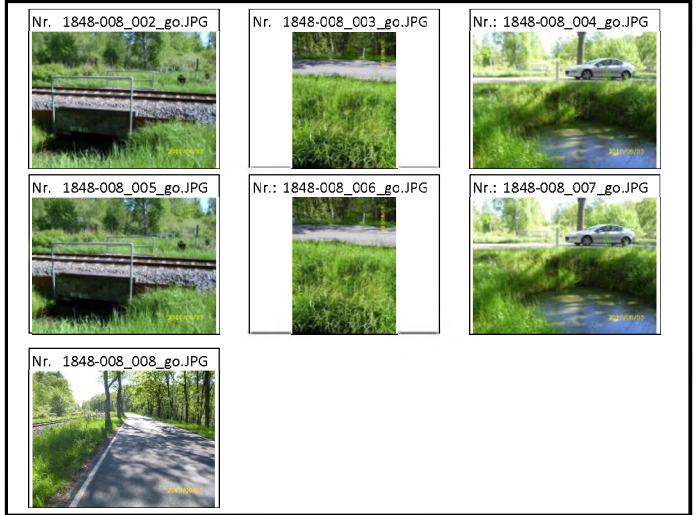 Nr. 1848-008_002_go.JPG
Nr. 1848-008_003_go.JPG
Nr.: 1848-008_004_go.JPG
Nr. 1848-008_005_go.JPG
Nr.: 1848-008_006_go.JPG
Nr.: 1848-008_007_go.JPG
Nr. 1848-008_008_go.JPG